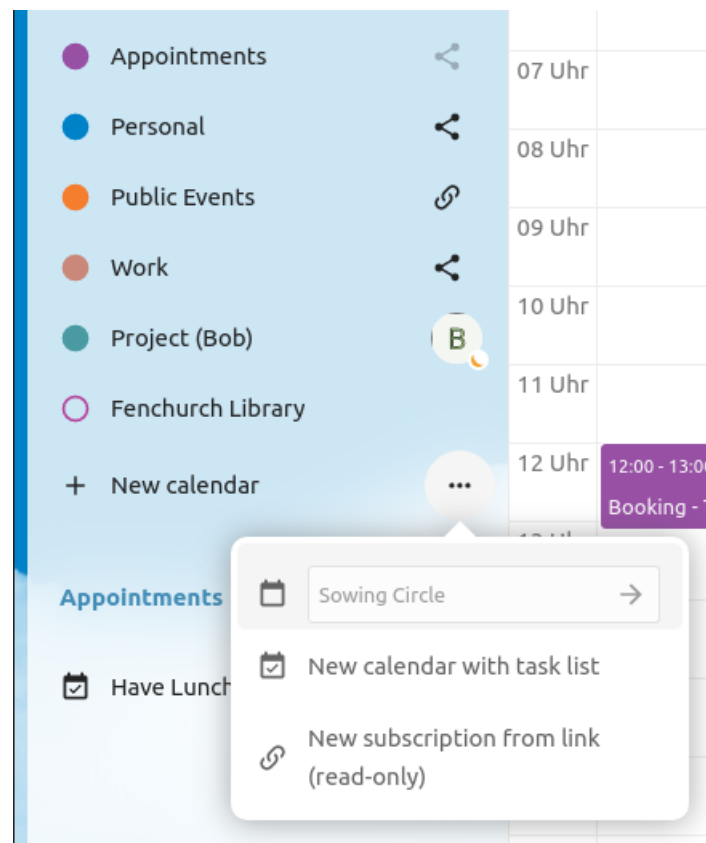 Appointments
07 Uhr
Personal
08 Uhr
Public Events
09 Uhr
Work
10 Uhr
Project (Bob)
B
11 Uhr
Fenchurch Library
12 Uhr
12:00 - 13:00
New calendar
Booking -
Appointments
Sowing Circle
New calendar with task list
Have Lunch
New subscription from link
(read-only)